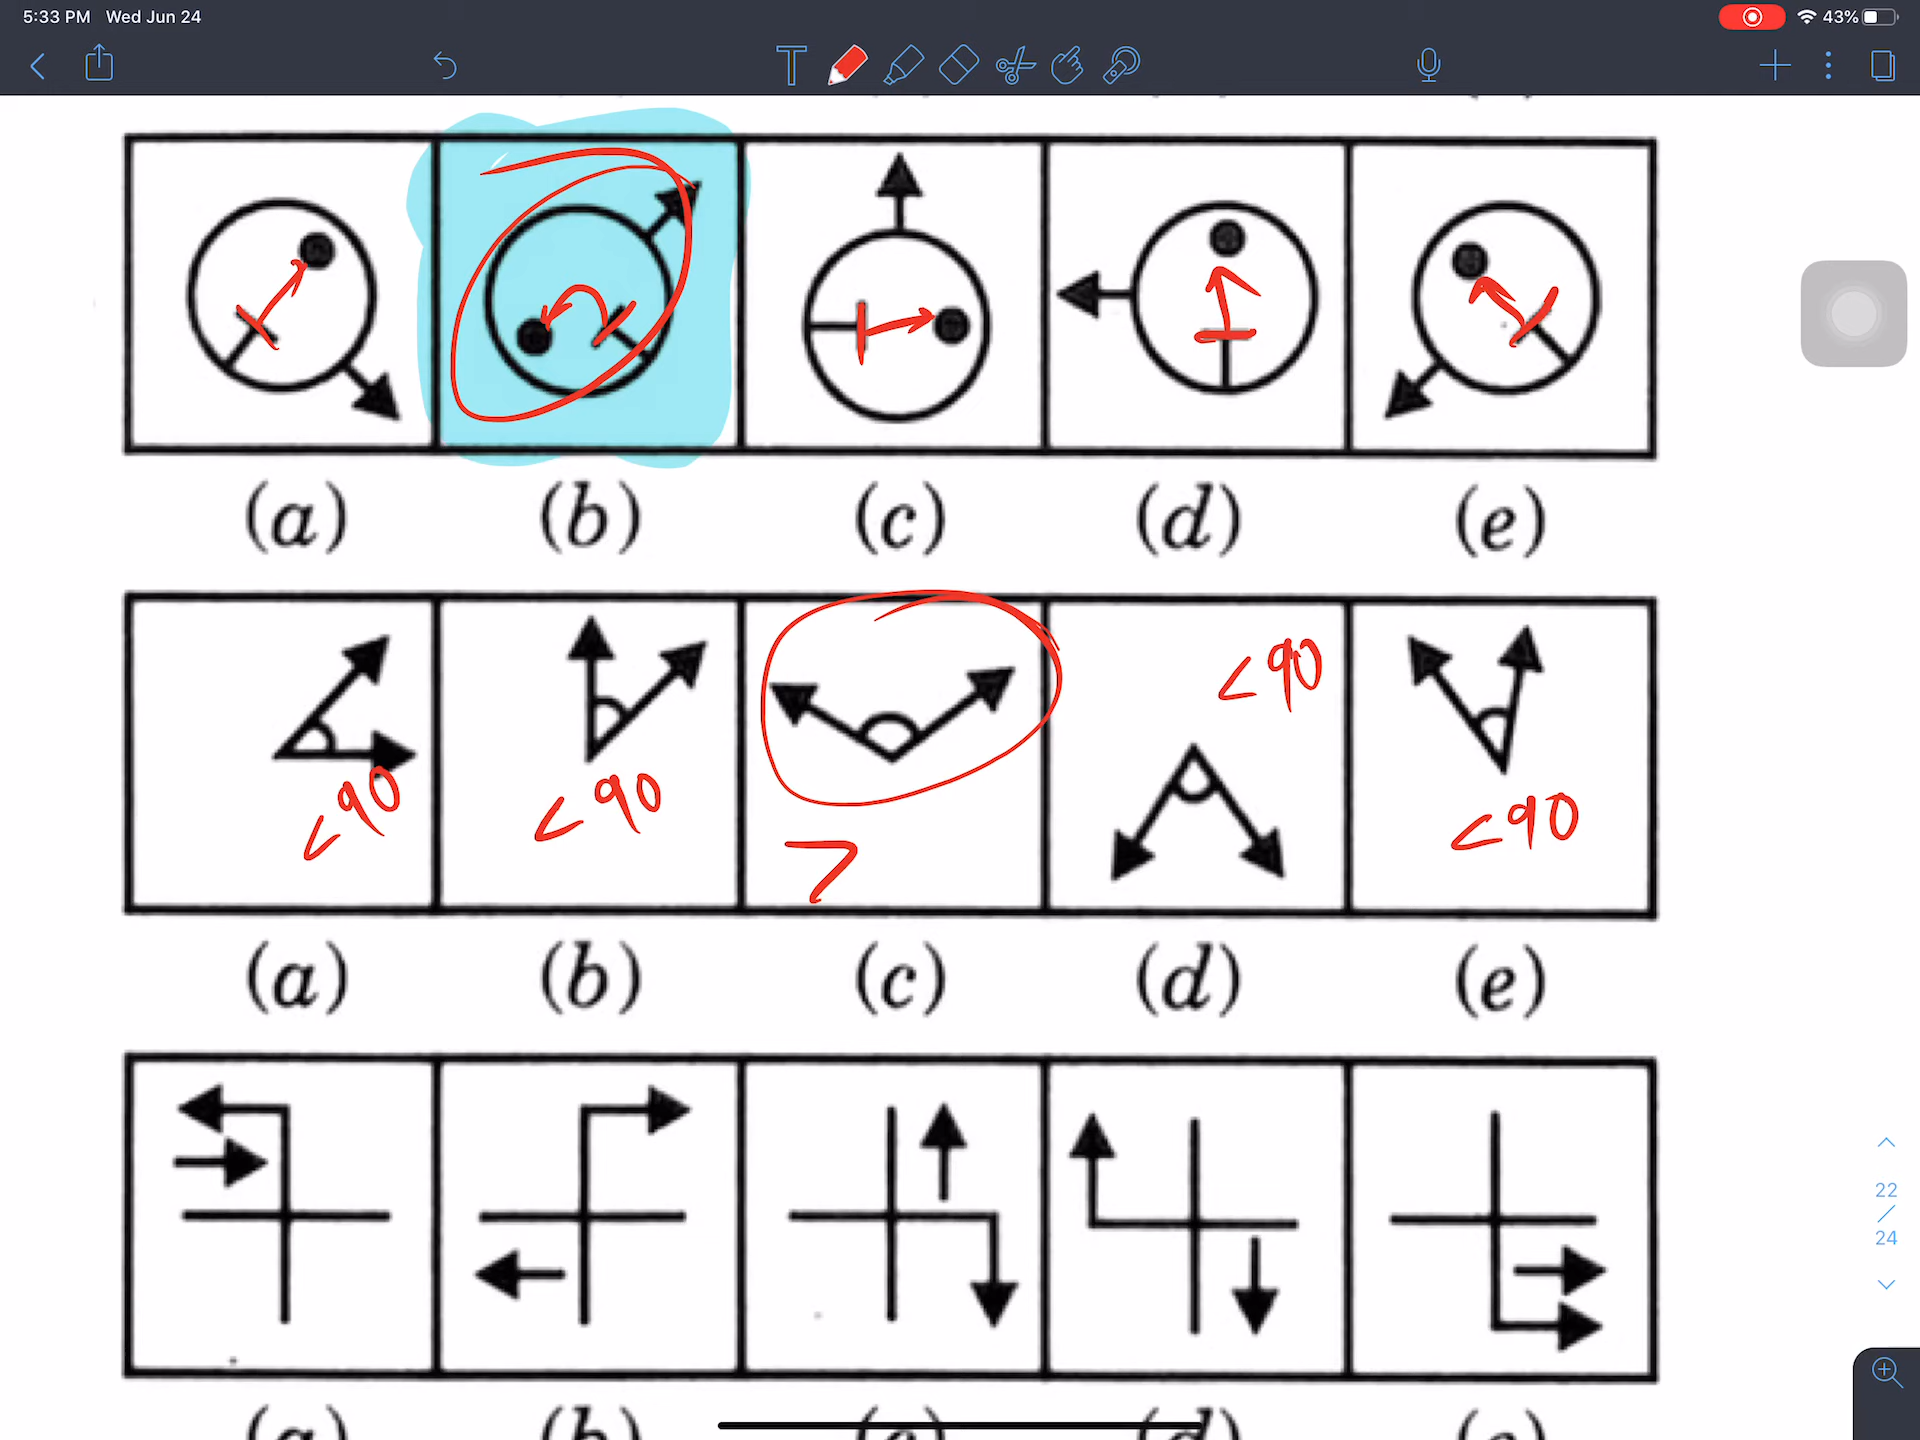 5:33 PM Wed Jun 24
43%
T
(a) (b) (c) (d) (e)
<90
<90 <90 > <90
(a) (b) (c) (d) (e)
22
/
24
(a) (b) (c) (d) (e)